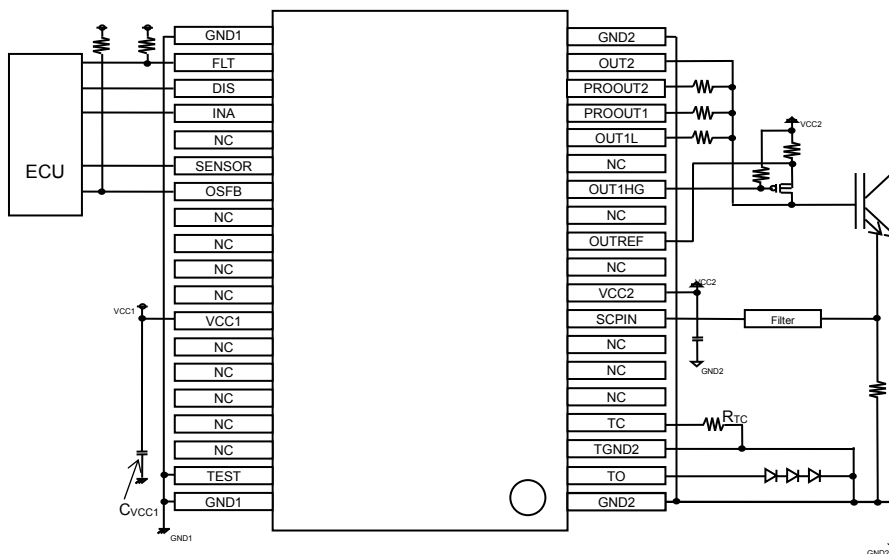 GND1
FLT
DIS
INA
NC
SENSOR
OSFB
NC
NC
NC
NC
VCC1
NC
NC
NC
NC
NC
TEST
GND1
ECU
VCC1
CVCC1
GND1
GND2
OUT2
PROOUT2
PROOUT1
OUT1L
NC
OUT1HG
NC
OUTREF
NC
VCC2
SCPIN
NC
NC
NC
TC
TGND2
TO
GND2
VCC2
VCC2
Filter
GND2
RTC
GND2